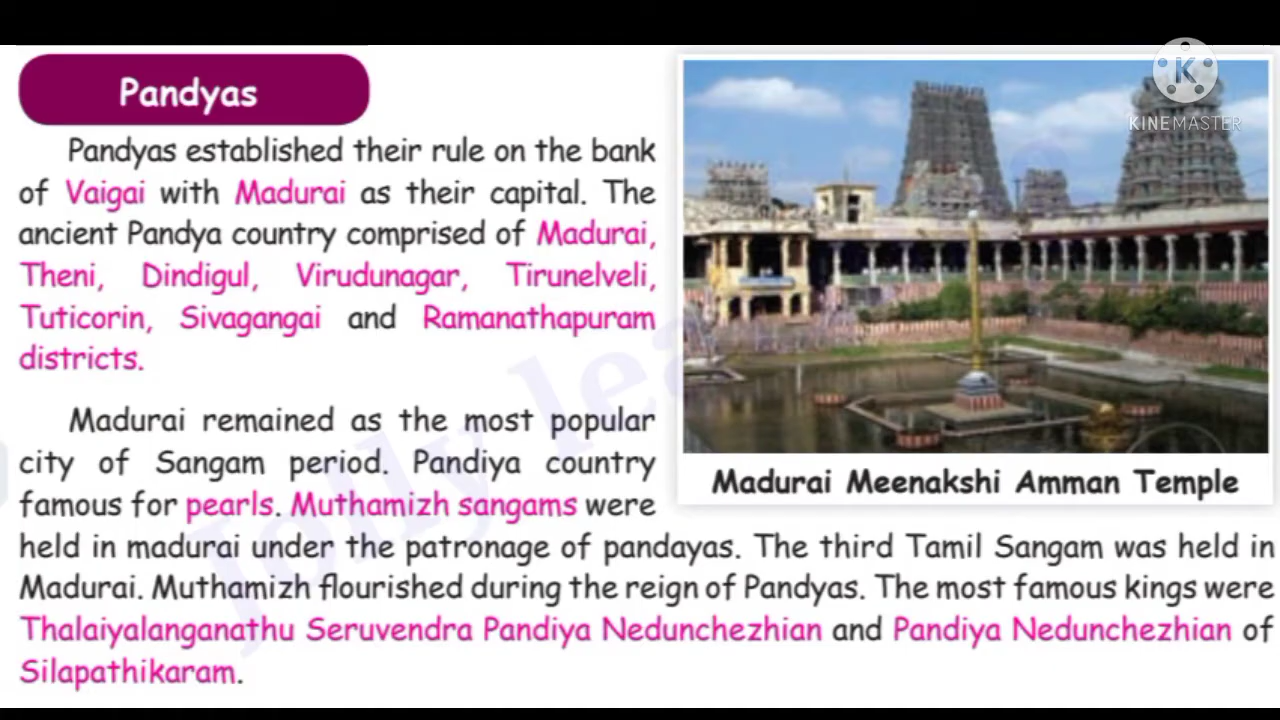 Pandyas
Pandyas established their rule on the bank
of Vaigai with Madurai as their capital. The
ancient Pandya country comprised of Madurai,
Theni, Dindigul, Virudunagar, Tirunelveli,
Tuticorin, Sivagangai and Ramanathapuram
districts.
Madurai remained as the most popular
city of Sangam period. Pandiya country
famous for pearls. Muthamizh sangams were
held in madurai under the patronage of pandayas. The third Tamil Sangam was held in
Madurai. Muthamizh flourished during the reign of Pandyas. The most famous kings were
Thalaiyalanganathu Seruvendra Pandiya Nedunchezhian and Pandiya Nedunchezhian of
Silapathikaram.
K
KINEMASTER
Madurai Meenakshi Amman Temple
Jolly